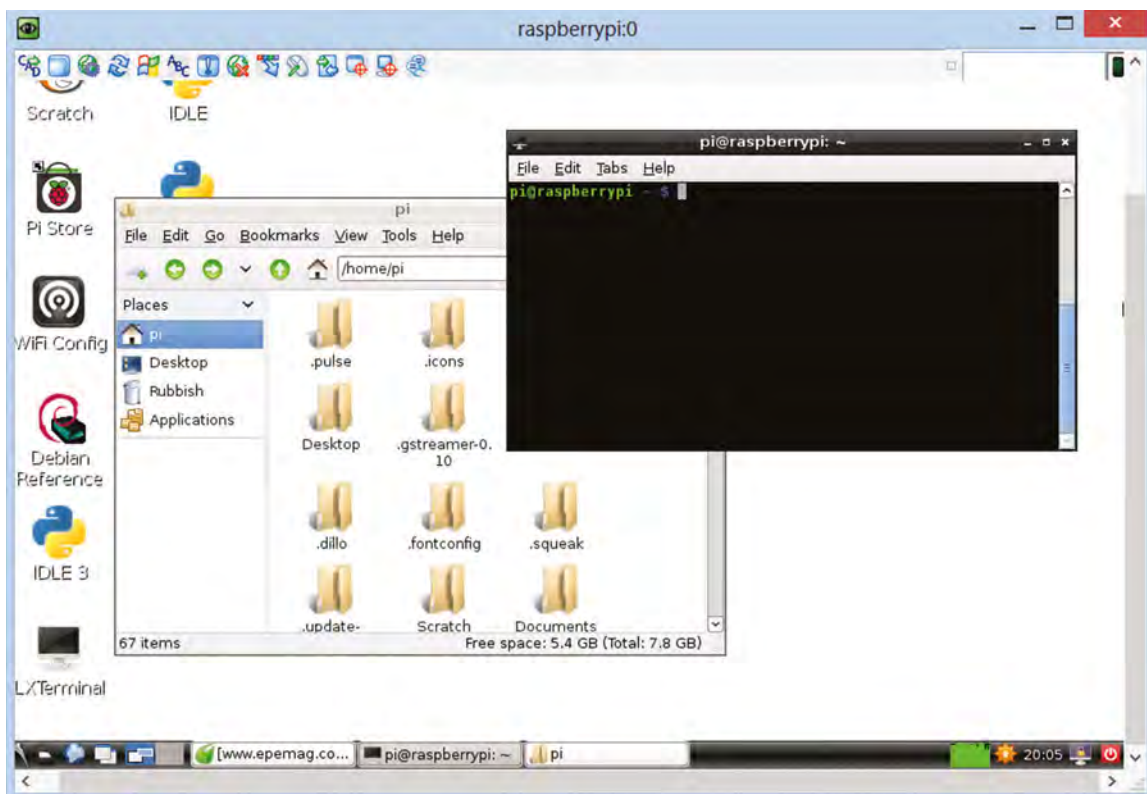 raspberrypi:0
Scratch
IDLE
Pi Store
WiFi Config
Debian
Reference
IDLE 3
LXTerminal
pi
File Edit Go Bookmarks View Tools Help
/home/pi
Places
pi
Desktop
Rubbish
Applications
.pulse
.icons
Desktop
.gstreamer-0.
10
.dillo
.fontconfig
.squeak
.update-
Scratch
Documents
67 items
Free space: 5.4 GB (Total: 7.8 GB)
pi@raspberrypi: ~
File Edit Tabs Help
pi@raspberrypi ~ $
[www.epemag.co...
pi@raspberrypi: ~
pi
20:05